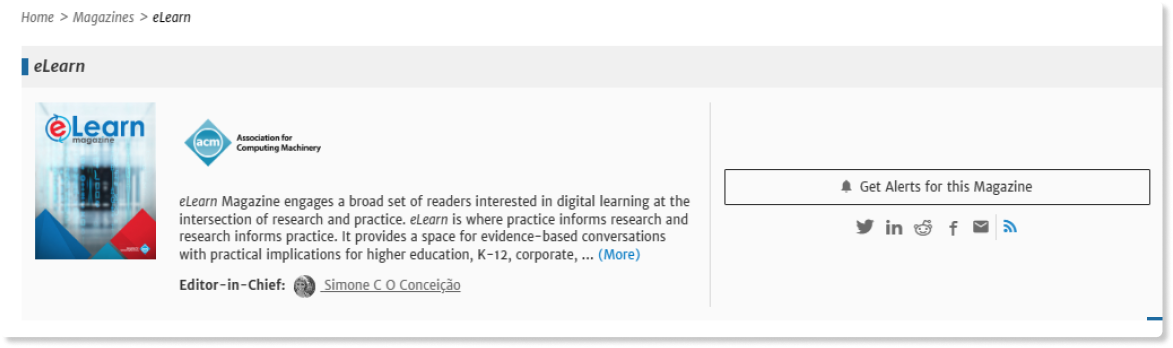 Home > Magazines > eLearn
eLearn
eLearn
magazine
acm
Association for
Computing Machinery
eLearn Magazine engages a broad set of readers interested in digital learning at the
intersection of research and practice. eLearn is where practice informs research and
research informs practice. It provides a space for evidence-based conversations
with practical implications for higher education, K-12, corporate, ... (More)
Editor-in-Chief: Simone C O Conceição
Get Alerts for this Magazine